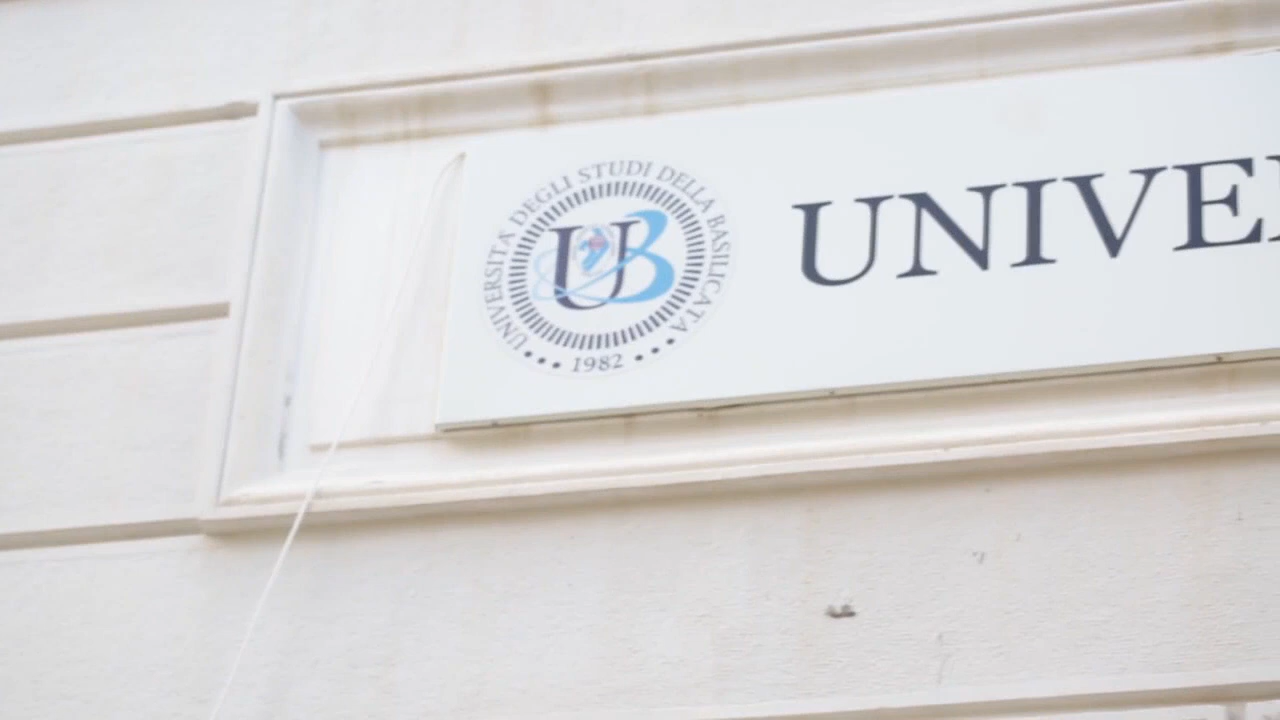 UNIVERSITÀ DEGLI STUDI DELLA BASILICATA
UB
• • • 1982 • • •
UNIVE